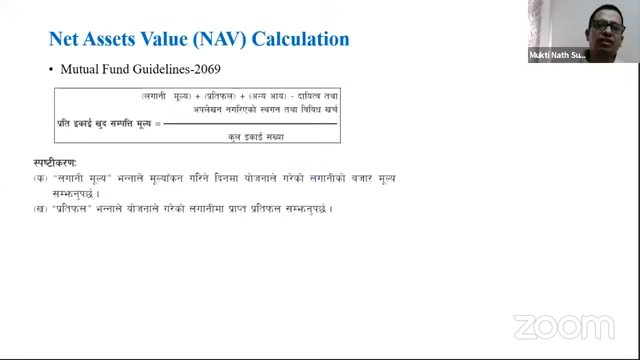 Net Assets Value (NAV) Calculation
Mukti Nath Su...
• Mutual Fund Guidelines-2069
(लगानी मूल्य) + (प्रतिफल) + (अन्य आय) - दायित्व तथा
अपलेखन नगरिएको स्थगन तथा विविध खर्च
प्रति इकाई खुद सम्पत्ति मूल्य =
कुल इकाई संख्या
स्पष्टीकरणः
(क) "लगानी मूल्य" भन्नाले मूल्यांकन गरिने दिनमा योजनाले गरेको लगानीको बजार मूल्य
सम्झनुपर्छ ।
(ख) "प्रतिफल" भन्नाले योजनाले गरेको लगानीमा प्राप्त प्रतिफल सम्झनुपर्छ ।
zoom